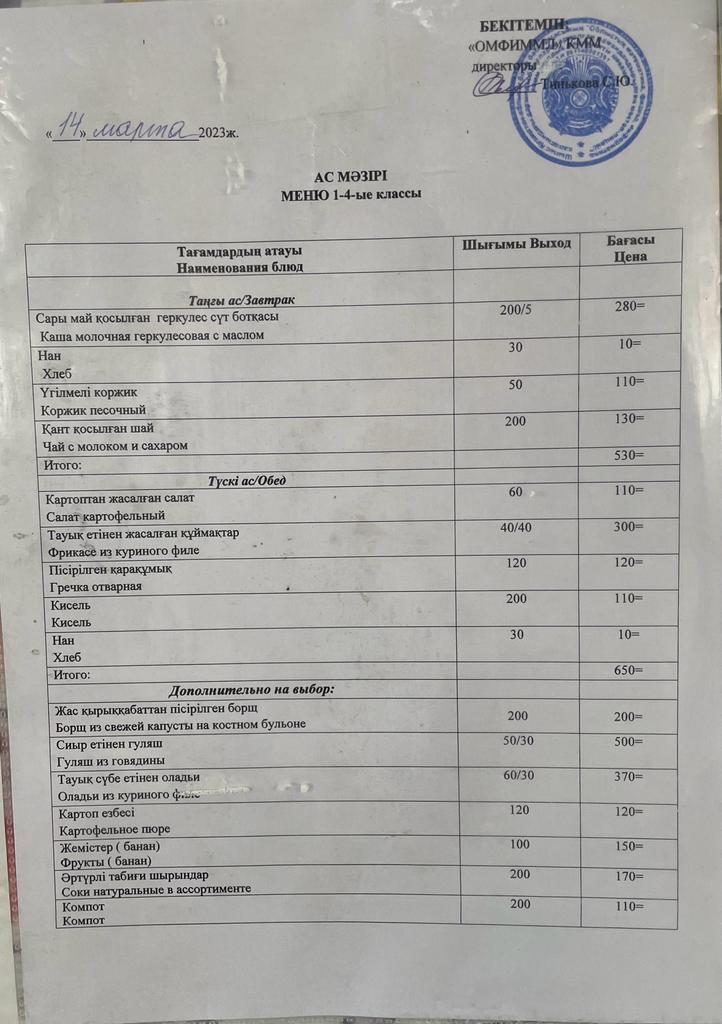 БЕКІТЕМІН:
«ОМФИММЛ» КММ
директоры
Тинькова С.Ю.
«14» марта 2023ж.
АС МӘЗІРІ
МЕНЮ 1-4-ые классы
Тағамдардың атауы
Наименования блюд
Шығымы Выход
Бағасы
Цена
Таңғы ас/Завтрак
Сары май қосылған геркулес сүт ботқасы
Каша молочная геркулесовая с маслом
200/5
280=
Нан
Хлеб
30
10=
Үгілмелі коржик
Коржик песочный
50
110=
Қант қосылған шай
Чай с молоком и сахаром
200
130=
Итого:
530=
Түскі ас/Обед
Картоптан жасалған салат
Салат картофельный
60
110=
Тауық етінен жасалған құймақтар
Фрикасе из куриного филе
40/40
300=
Пісірілген қарақұмық
Гречка отварная
120
120=
Кисель
Кисель
200
110=
Нан
Хлеб
30
10=
Итого:
650=
Дополнительно на выбор:
Жас қырыққабаттан пісірілген борщ
Борщ из свежей капусты на костном бульоне
200
200=
Сиыр етінен гуляш
Гуляш из говядины
50/30
500=
Тауық сүбе етінен оладьи
Оладьи из куриного филе
60/30
370=
Картоп езбесі
Картофельное пюре
120
120=
Жемістер ( банан)
Фрукты ( банан)
100
150=
Әртүрлі табиғи шырындар
Соки натуральные в ассортименте
200
170=
Компот
Компот
200
110=